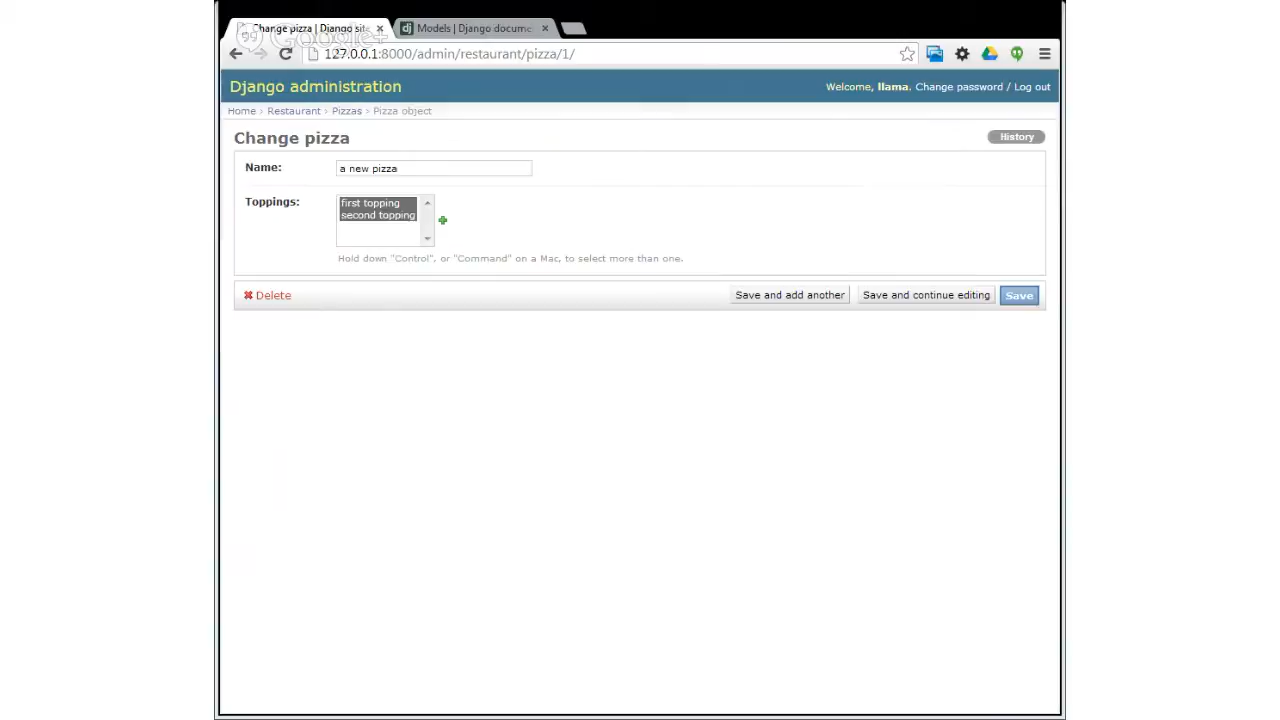 Change pizza | Django site
Models | Django docume
Google+
127.0.0.1:8000/admin/restaurant/pizza/1/
Django administration
Welcome, llama. Change password / Log out
Home › Restaurant › Pizzas › Pizza object
Change pizza
History
Name:
a new pizza
Toppings:
first topping
second topping
Hold down "Control", or "Command" on a Mac, to select more than one.
Delete
Save and add another
Save and continue editing
Save